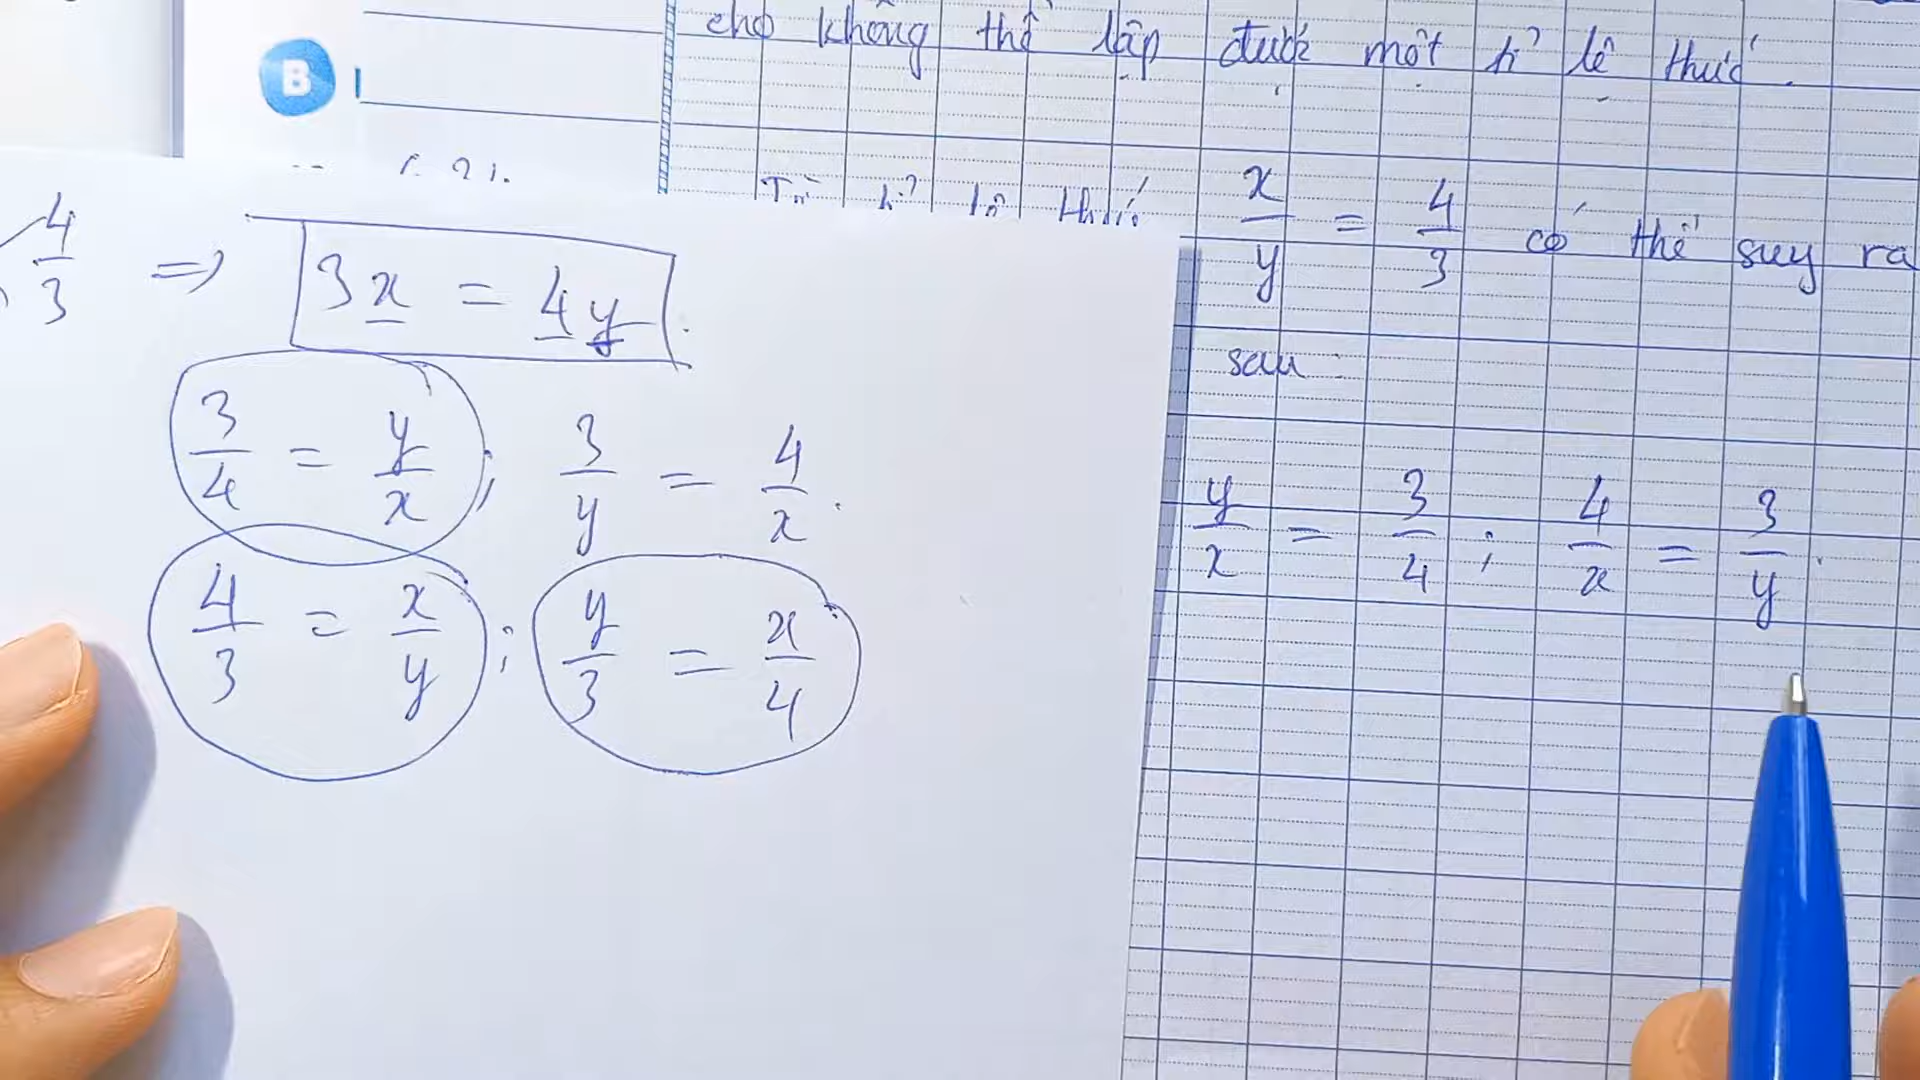 B
cho không thể lập được một tỉ lệ thức.
x/y = 4/3 có thể suy ra
sau :
y/x = 3/4 ; 4/x = 3/y .
4/3 => 3x = 4y .
3/4 = y/x ; 3/y = 4/x .
4/3 = x/y ; y/3 = x/4